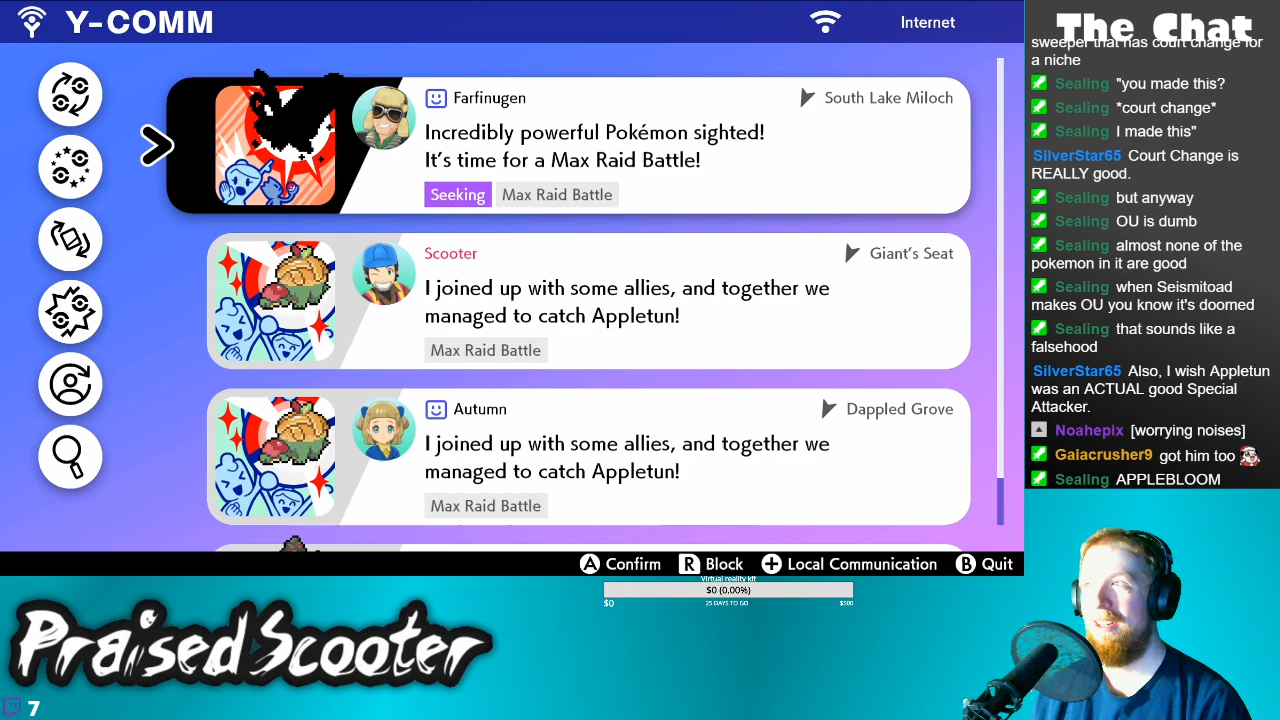 Y-COMM
Internet
Farfinugen
South Lake Miloch
Incredibly powerful Pokémon sighted!
It's time for a Max Raid Battle!
Seeking
Max Raid Battle
Scooter
Giant's Seat
I joined up with some allies, and together we
managed to catch Appletun!
Max Raid Battle
Autumn
Dappled Grove
I joined up with some allies, and together we
managed to catch Appletun!
Max Raid Battle
A Confirm
R Block
+ Local Communication
B Quit
The Chat
sweeper that has court change for
a niche
Sealing "you made this?
Sealing *court change*
Sealing I made this"
SilverStar65 Court Change is
REALLY good.
Sealing but anyway
Sealing OU is dumb
Sealing almost none of the
pokemon in it are good
Sealing when Seismitoad
makes OU you know it's doomed
Sealing that sounds like a
falsehood
SilverStar65 Also, I wish Appletun
was an ACTUAL good Special
Attacker.
Noahepix [worrying noises]
Gaiacrusher9 got him too
Sealing APPLEBLOOM
Virtual reality kit
$0 (0.00%)
$0
25 DAYS TO GO
$500
PraisedScooter
7